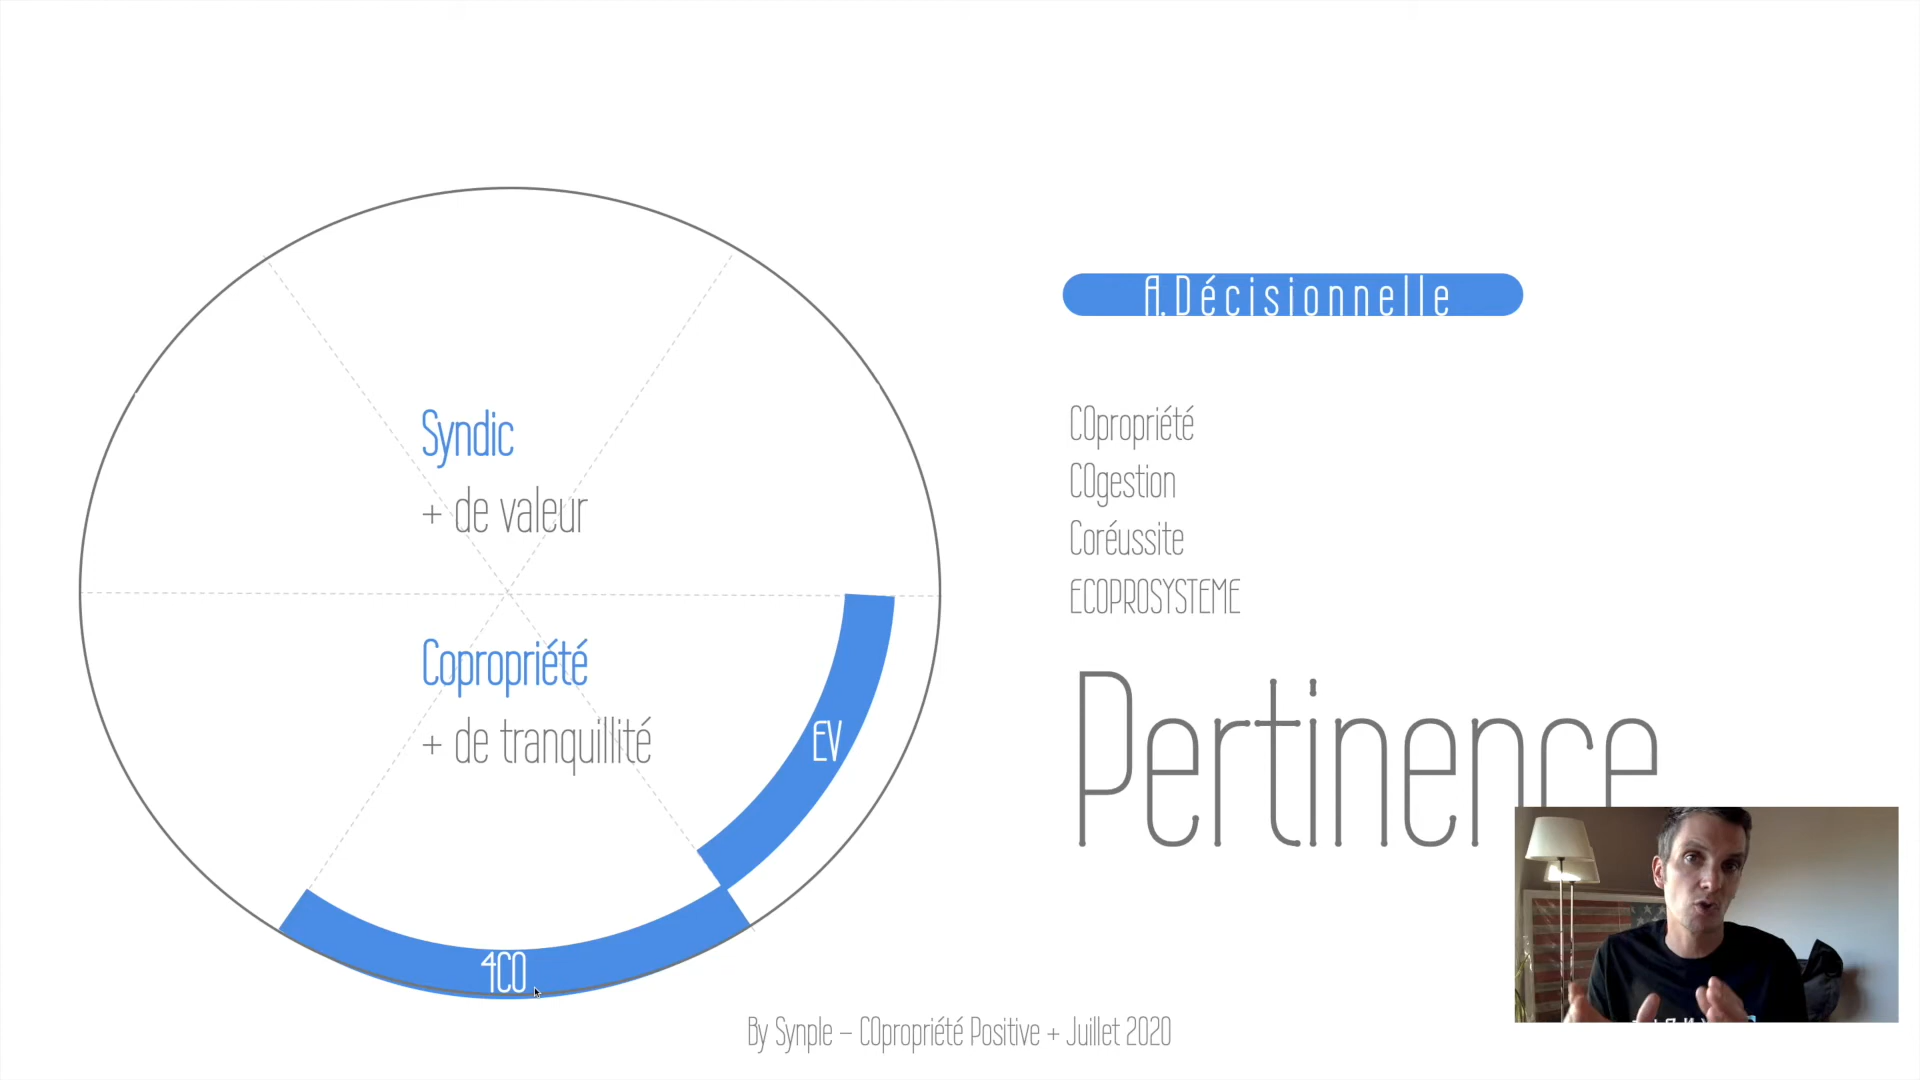 Syndic
+ de valeur
Copropriété
+ de tranquillité
EV
4CO
A.Décisionnelle
COpropriété
COgestion
Coréussite
ECOPROSYSTEME
Pertinence
By Synple – COpropriété Positive + Juillet 2020